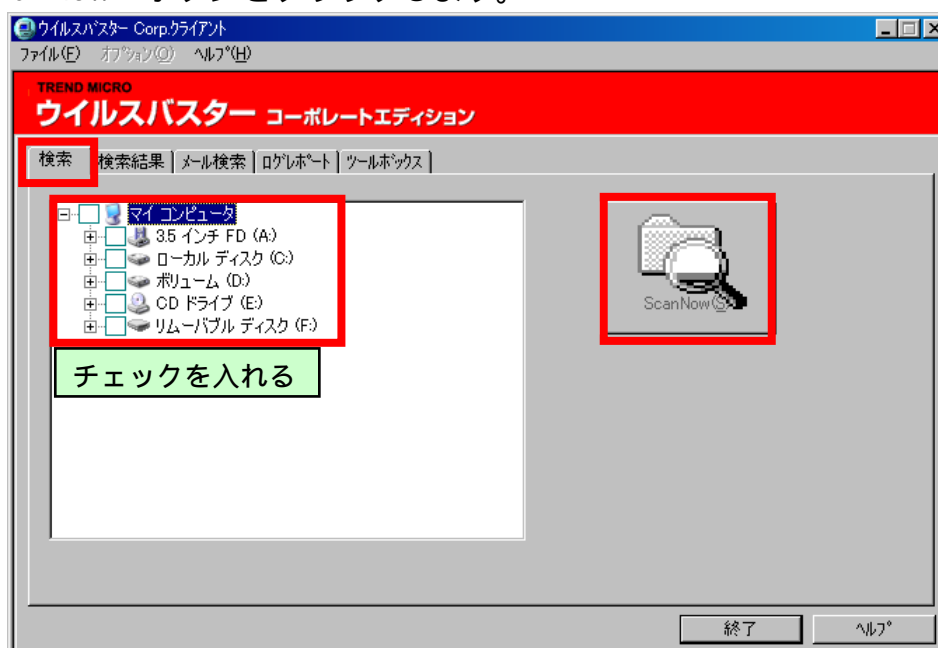 ウイルスバスター Corp.クライアント
ファイル(F) オプション(O) ヘルプ(H)
TREND MICRO
ウイルスバスター コーポレートエディション
検索 検索結果 メール検索 ログレポート ツールボックス
マイ コンピュータ
3.5 インチ FD (A:)
ローカル ディスク (C:)
ボリューム (D:)
CD ドライブ (E:)
リムーバブル ディスク (F:)
ScanNow(S)
チェックを入れる
終了 ヘルプ